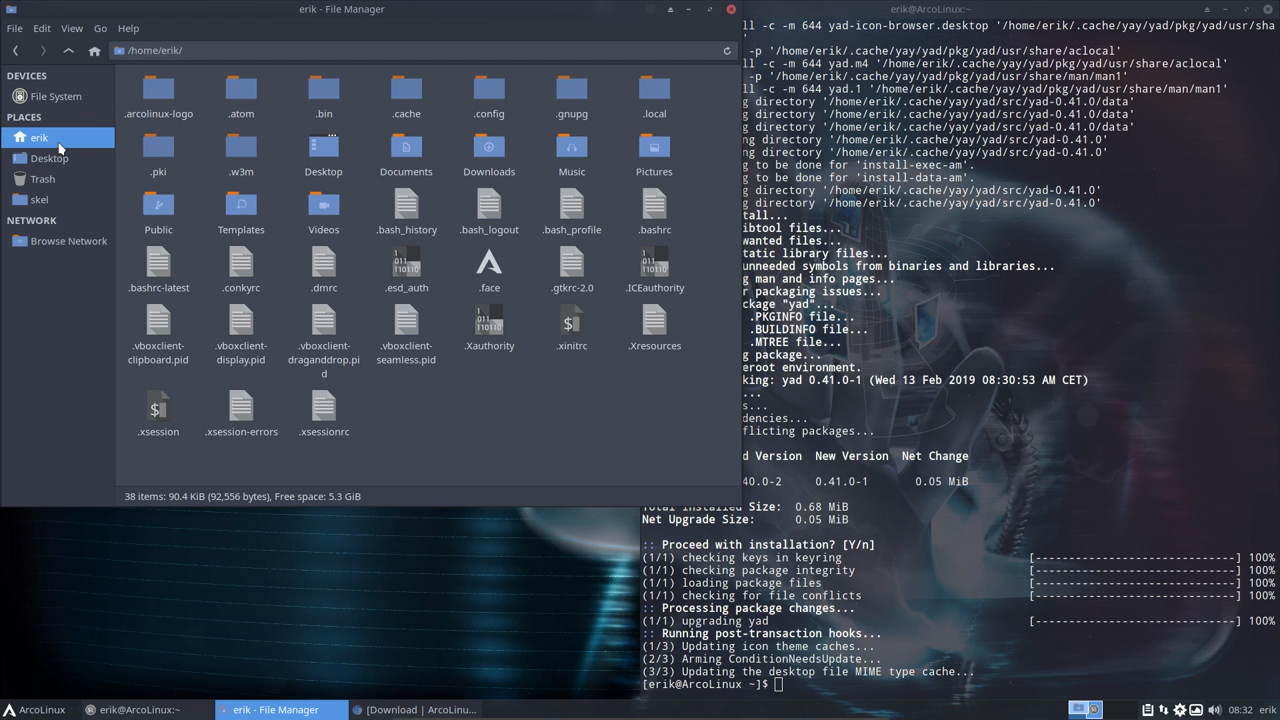 erik - File Manager
File Edit View Go Help
/home/erik/
DEVICES
File System
PLACES
erik
Desktop
Trash
skel
NETWORK
Browse Network
.arcolinux-logo .atom .bin .cache .config .gnupg .local
.pki .w3m Desktop Documents Downloads Music Pictures
Public Templates Videos .bash_history .bash_logout .bash_profile .bashrc
.bashrc-latest .conkyrc .dmrc .esd_auth .face .gtkrc-2.0 .ICEauthority
.vboxclient-clipboard.pid .vboxclient-display.pid .vboxclient-draganddrop.pid .vboxclient-seamless.pid .Xauthority .xinitrc .Xresources
.xsession .xsession-errors .xsessionrc
38 items: 90.4 KiB (92,556 bytes), Free space: 5.3 GiB
erik@ArcoLinux:~
ll -c -m 644 yad-icon-browser.desktop '/home/erik/.cache/yay/yad/pkg/yad/usr/sha
'
-p '/home/erik/.cache/yay/yad/pkg/yad/usr/share/aclocal'
ll -c -m 644 yad.m4 '/home/erik/.cache/yay/yad/pkg/yad/usr/share/aclocal'
-p '/home/erik/.cache/yay/yad/pkg/yad/usr/share/man/man1'
ll -c -m 644 yad.1 '/home/erik/.cache/yay/yad/pkg/yad/usr/share/man/man1'
g directory '/home/erik/.cache/yay/yad/src/yad-0.41.0/data'
g directory '/home/erik/.cache/yay/yad/src/yad-0.41.0/data'
g directory '/home/erik/.cache/yay/yad/src/yad-0.41.0/data'
ing directory '/home/erik/.cache/yay/yad/src/yad-0.41.0'
ing directory '/home/erik/.cache/yay/yad/src/yad-0.41.0'
ng to be done for 'install-exec-am'.
ng to be done for 'install-data-am'.
g directory '/home/erik/.cache/yay/yad/src/yad-0.41.0'
g directory '/home/erik/.cache/yay/yad/src/yad-0.41.0'
tall...
ibtool files...
wanted files...
tatic library files...
unneeded symbols from binaries and libraries...
g man and info pages...
r packaging issues...
ckage "yad"...
.PKGINFO file...
.BUILDINFO file...
.MTREE file...
g package...
eroot environment.
king: yad 0.41.0-1 (Wed 13 Feb 2019 08:30:53 AM CET)
...
s...
dencies...
flicting packages...
d Version New Version Net Change
40.0-2 0.41.0-1 0.05 MiB
Total Installed Size: 0.68 MiB
Net Upgrade Size: 0.05 MiB
:: Proceed with installation? [Y/n]
(1/1) checking keys in keyring [--------------------------------] 100%
(1/1) checking package integrity [--------------------------------] 100%
(1/1) loading package files [--------------------------------] 100%
(1/1) checking for file conflicts [--------------------------------] 100%
:: Processing package changes...
(1/1) upgrading yad [--------------------------------] 100%
:: Running post-transaction hooks...
(1/3) Updating icon theme caches...
(2/3) Arming ConditionNeedsUpdate...
(3/3) Updating the desktop file MIME type cache...
[erik@ArcoLinux ~]$
ArcoLinux erik@ArcoLinux:~ erik - File Manager [Download | ArcoLinu... 08:32 erik